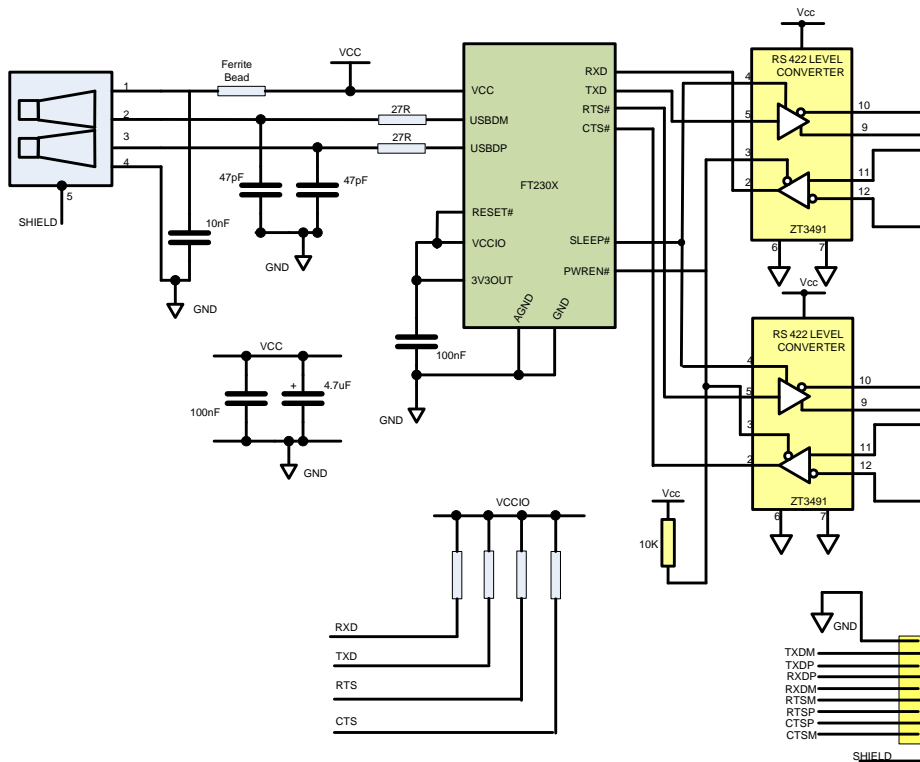 Vcc
VCC
Ferrite
Bead
1
2
3
4
5
SHIELD
27R
27R
47pF
47pF
10nF
GND
GND
VCC
USBDM
USBDP
FT230X
RESET#
VCCIO
3V3OUT
AGND
GND
RXD
TXD
RTS#
CTS#
SLEEP#
PWREN#
100nF
GND
RS 422 LEVEL
CONVERTER
4
5
3
2
10
9
11
12
ZT3491
6
7
Vcc
RS 422 LEVEL
CONVERTER
4
5
3
2
10
9
11
12
ZT3491
6
7
VCC
100nF
+
4.7uF
GND
Vcc
10K
VCCIO
RXD
TXD
RTS
CTS
GND
TXDM
TXDP
RXDP
RXDM
RTSM
RTSP
CTSP
CTSM
SHIELD